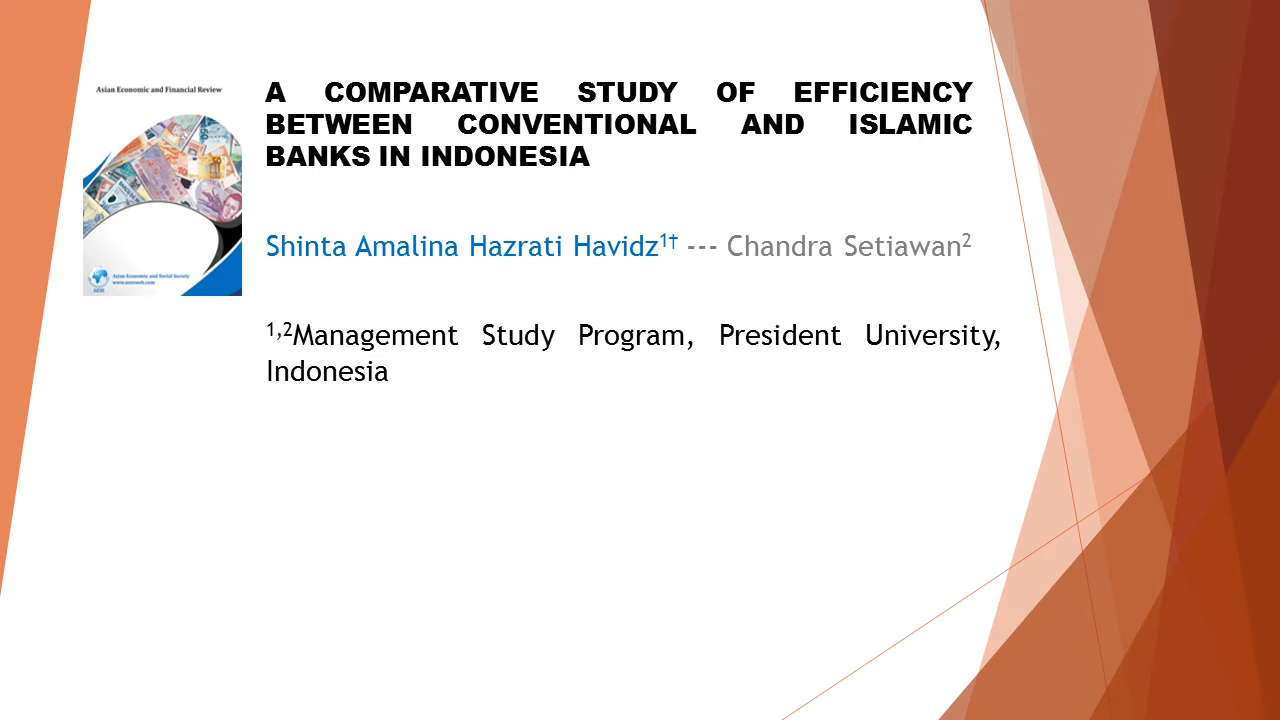 Asian Economic and Financial Review
A COMPARATIVE STUDY OF EFFICIENCY
BETWEEN CONVENTIONAL AND ISLAMIC
BANKS IN INDONESIA
Shinta Amalina Hazrati Havidz¹† --- Chandra Setiawan²
¹,²Management Study Program, President University,
Indonesia
Asian Economic and Social Society
www.aessweb.com